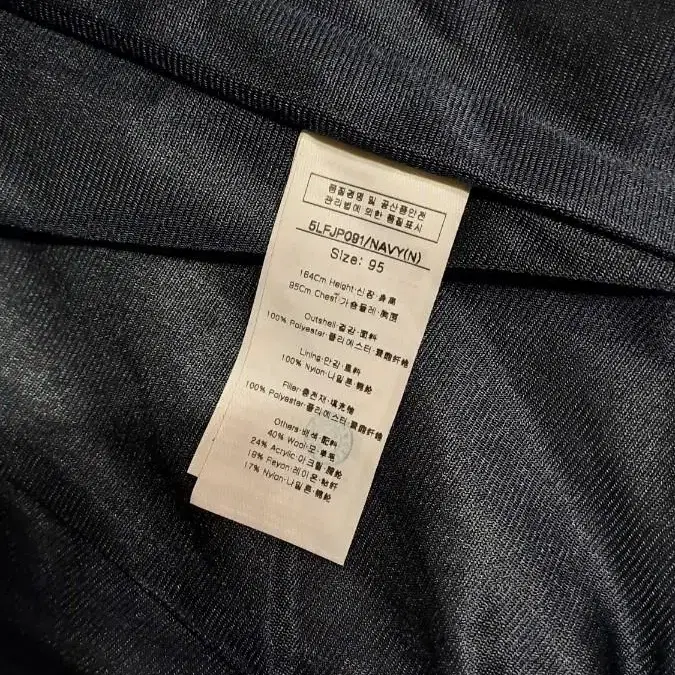 품질경영 및 공산품안전
관리법에 의한 품질표시
5LFJP091/NAVY(N)
Size: 95
164Cm Height·신장·身高
95Cm Chest·가슴둘레·胸围
Outshell·겉감·面料
100% Polyester·폴리에스터·聚酯纤维
Lining·안감·里料
100% Nylon·나일론·锦纶
Filler·충전재·填充物
100% Polyester·폴리에스터·聚酯纤维
Others·배색·配料
40% Wool·모·羊毛
24% Acrylic·아크릴·腈纶
19% Rayon·레이온·粘纤
17% Nylon·나일론·锦纶